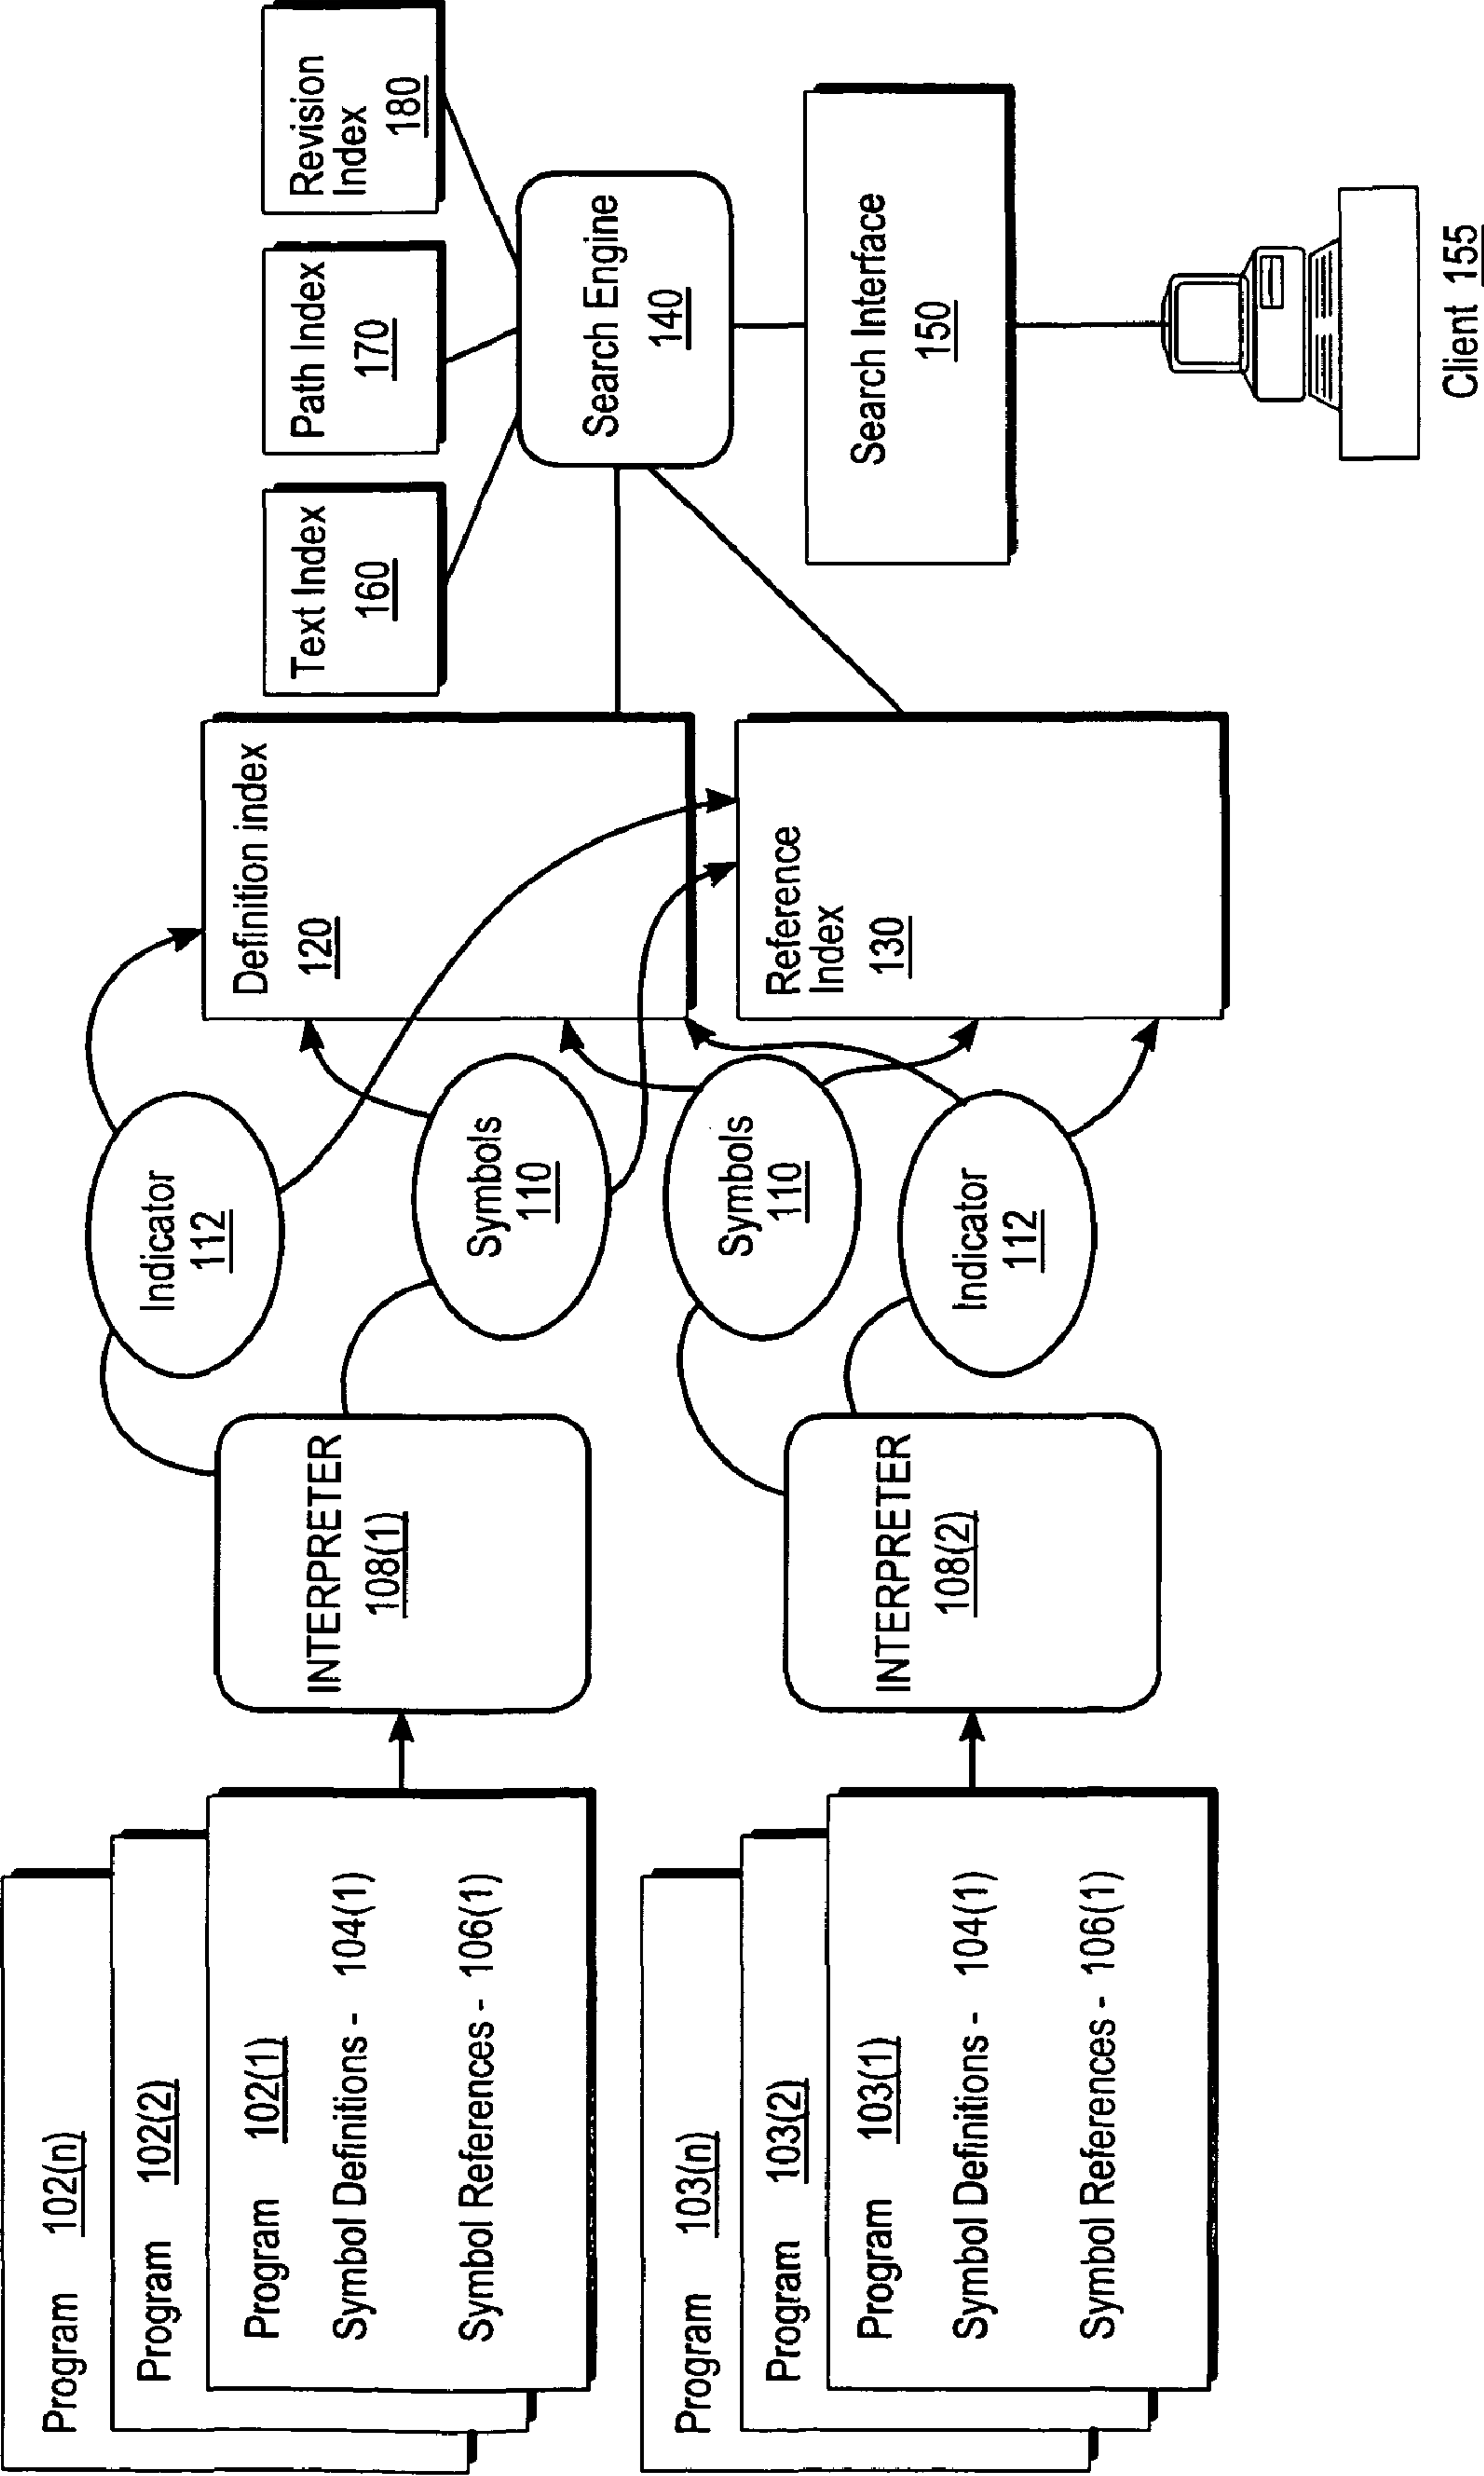 Program 102(n)
Program 102(2)
Program 102(1)
Symbol Definitions - 104(1)
Symbol References - 106(1)
Program 103(n)
Program 103(2)
Program 103(1)
Symbol Definitions - 104(1)
Symbol References - 106(1)
INTERPRETER
108(1)
INTERPRETER
108(2)
Indicator
112
Symbols
110
Symbols
110
Indicator
112
Definition index
120
Reference
Index
130
Text Index
160
Path Index
170
Revision
Index
180
Search Engine
140
Search Interface
150
Client 155